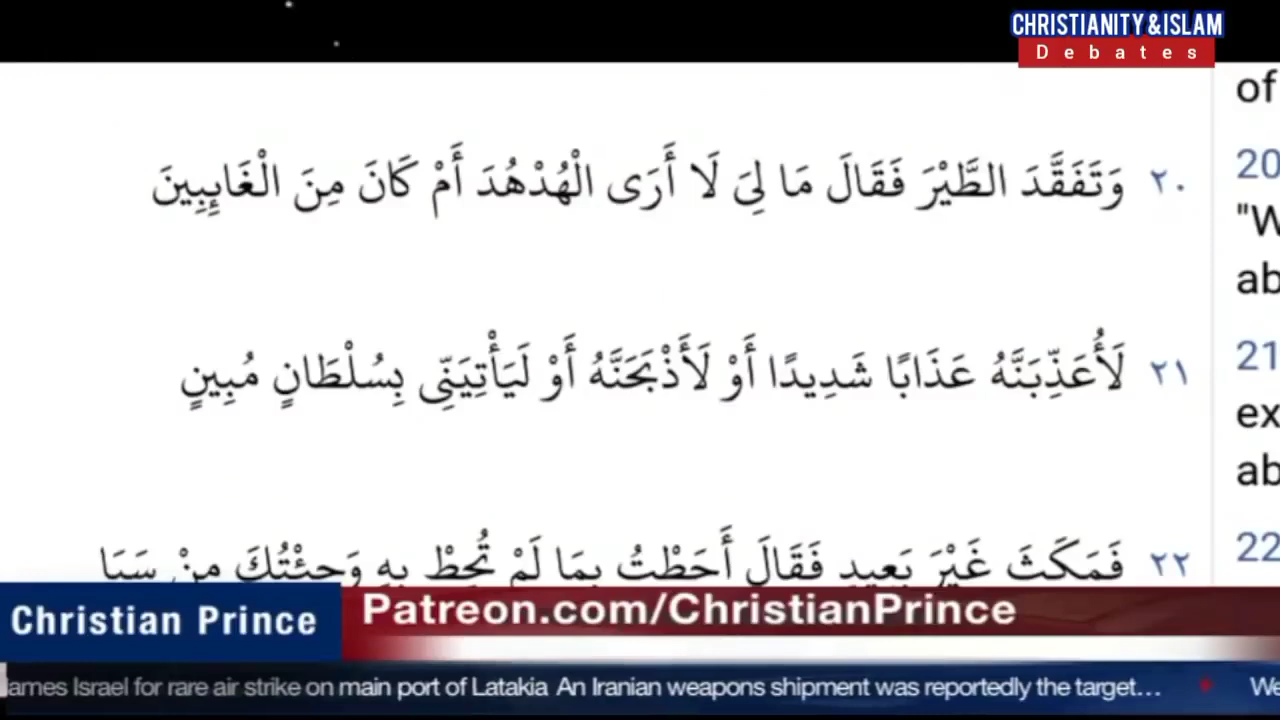 CHRISTIANITY & ISLAM
Debates
of
٢٠ وَتَفَقَّدَ الطَّيْرَ فَقَالَ مَا لِىَ لَا أَرَى الْهُدْهُدَ أَمْ كَانَ مِنَ الْغَائِبِينَ
20
"W
ab
٢١ لَأُعَذِّبَنَّهُ عَذَابًا شَدِيدًا أَوْ لَأَذْبَحَنَّهُ أَوْ لَيَأْتِيَنِّى بِسُلْطَانٍ مُبِينٍ
21
ex
ab
٢٢ فَمَكَثَ غَيْرَ بَعِيدٍ فَقَالَ أَحَطْتُ بِمَا لَمْ تُحِطْ بِهِ وَجِئْتُكَ مِنْ سَبَا
22
Christian Prince
Patreon.com/ChristianPrince
ames Israel for rare air strike on main port of Latakia An Iranian weapons shipment was reportedly the target... We